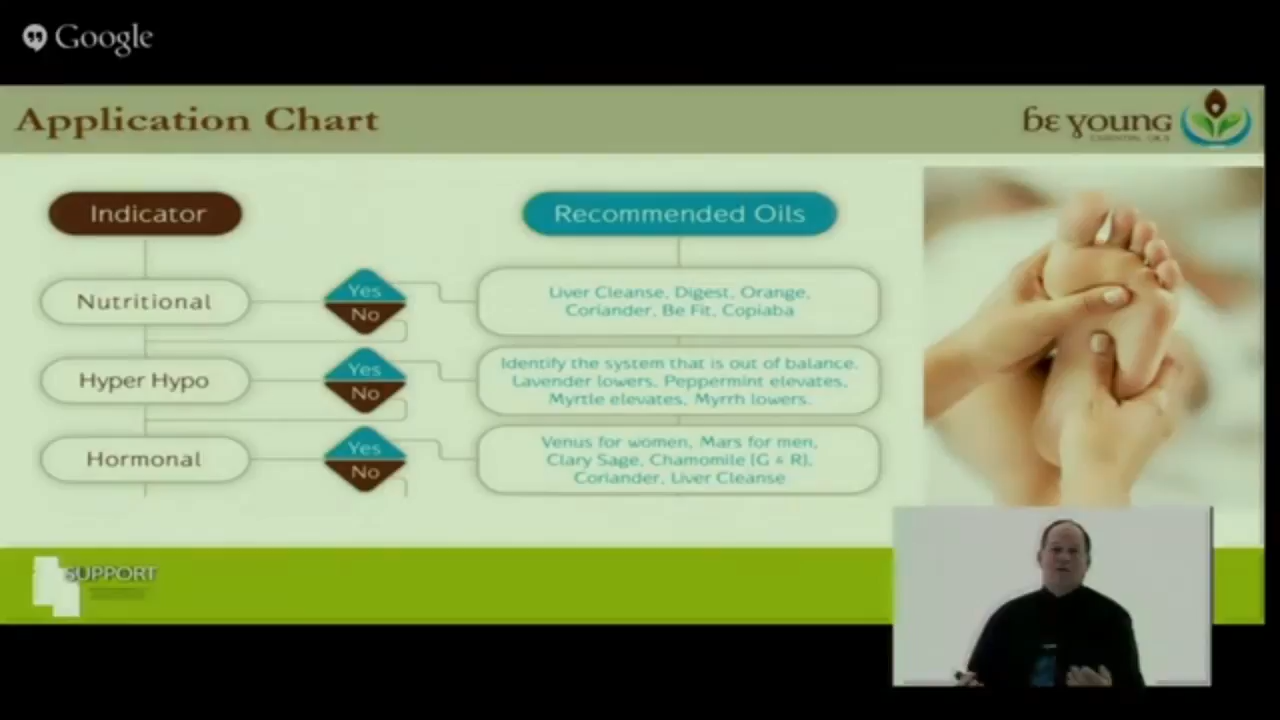 Google
Application Chart
be young
ESSENTIAL OILS
Indicator
Recommended Oils
Nutritional
Yes
No
Liver Cleanse, Digest, Orange,
Coriander, Be Fit, Copiaba
Hyper Hypo
Yes
No
Identify the system that is out of balance.
Lavender lowers, Peppermint elevates,
Myrtle elevates, Myrrh lowers.
Hormonal
Yes
No
Venus for women, Mars for men,
Clary Sage, Chamomile (G & R),
Coriander, Liver Cleanse
SUPPORT